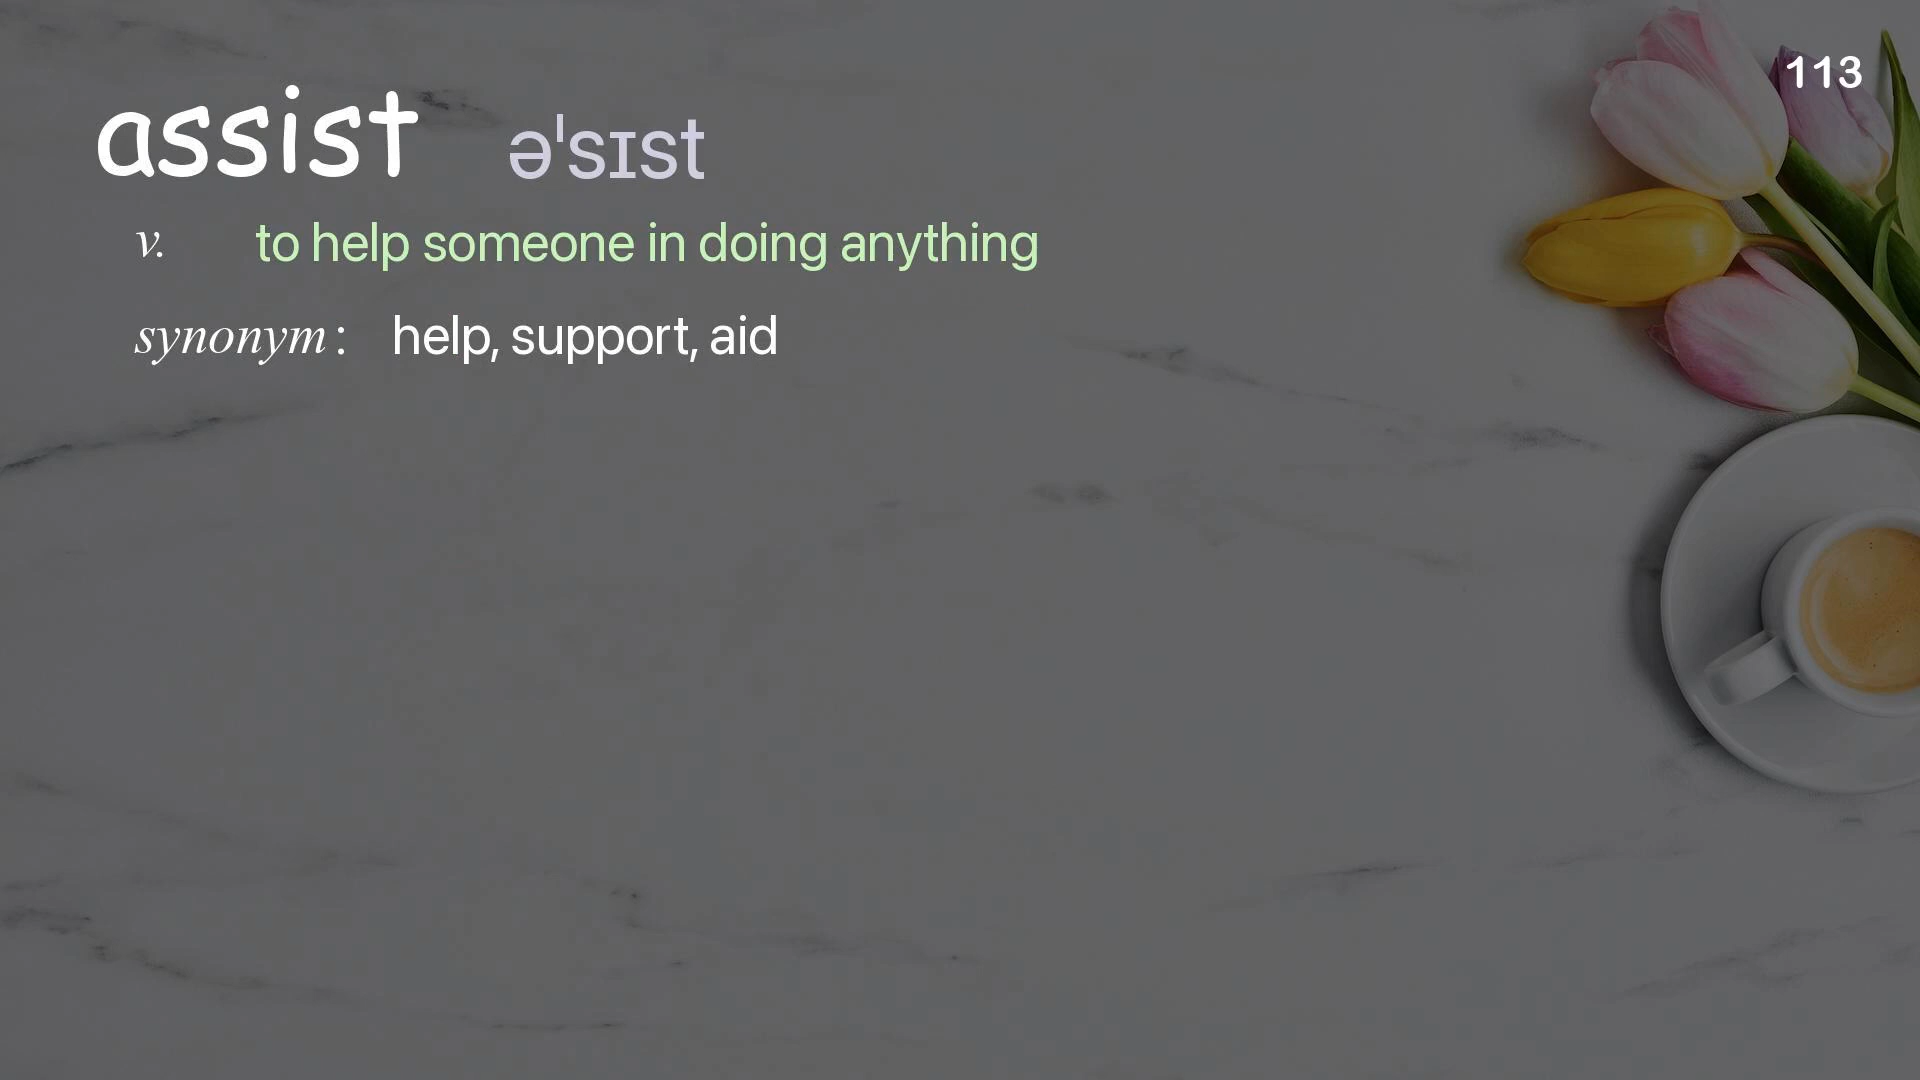 113
assist əˈsɪst
v. to help someone in doing anything
synonym : help, support, aid